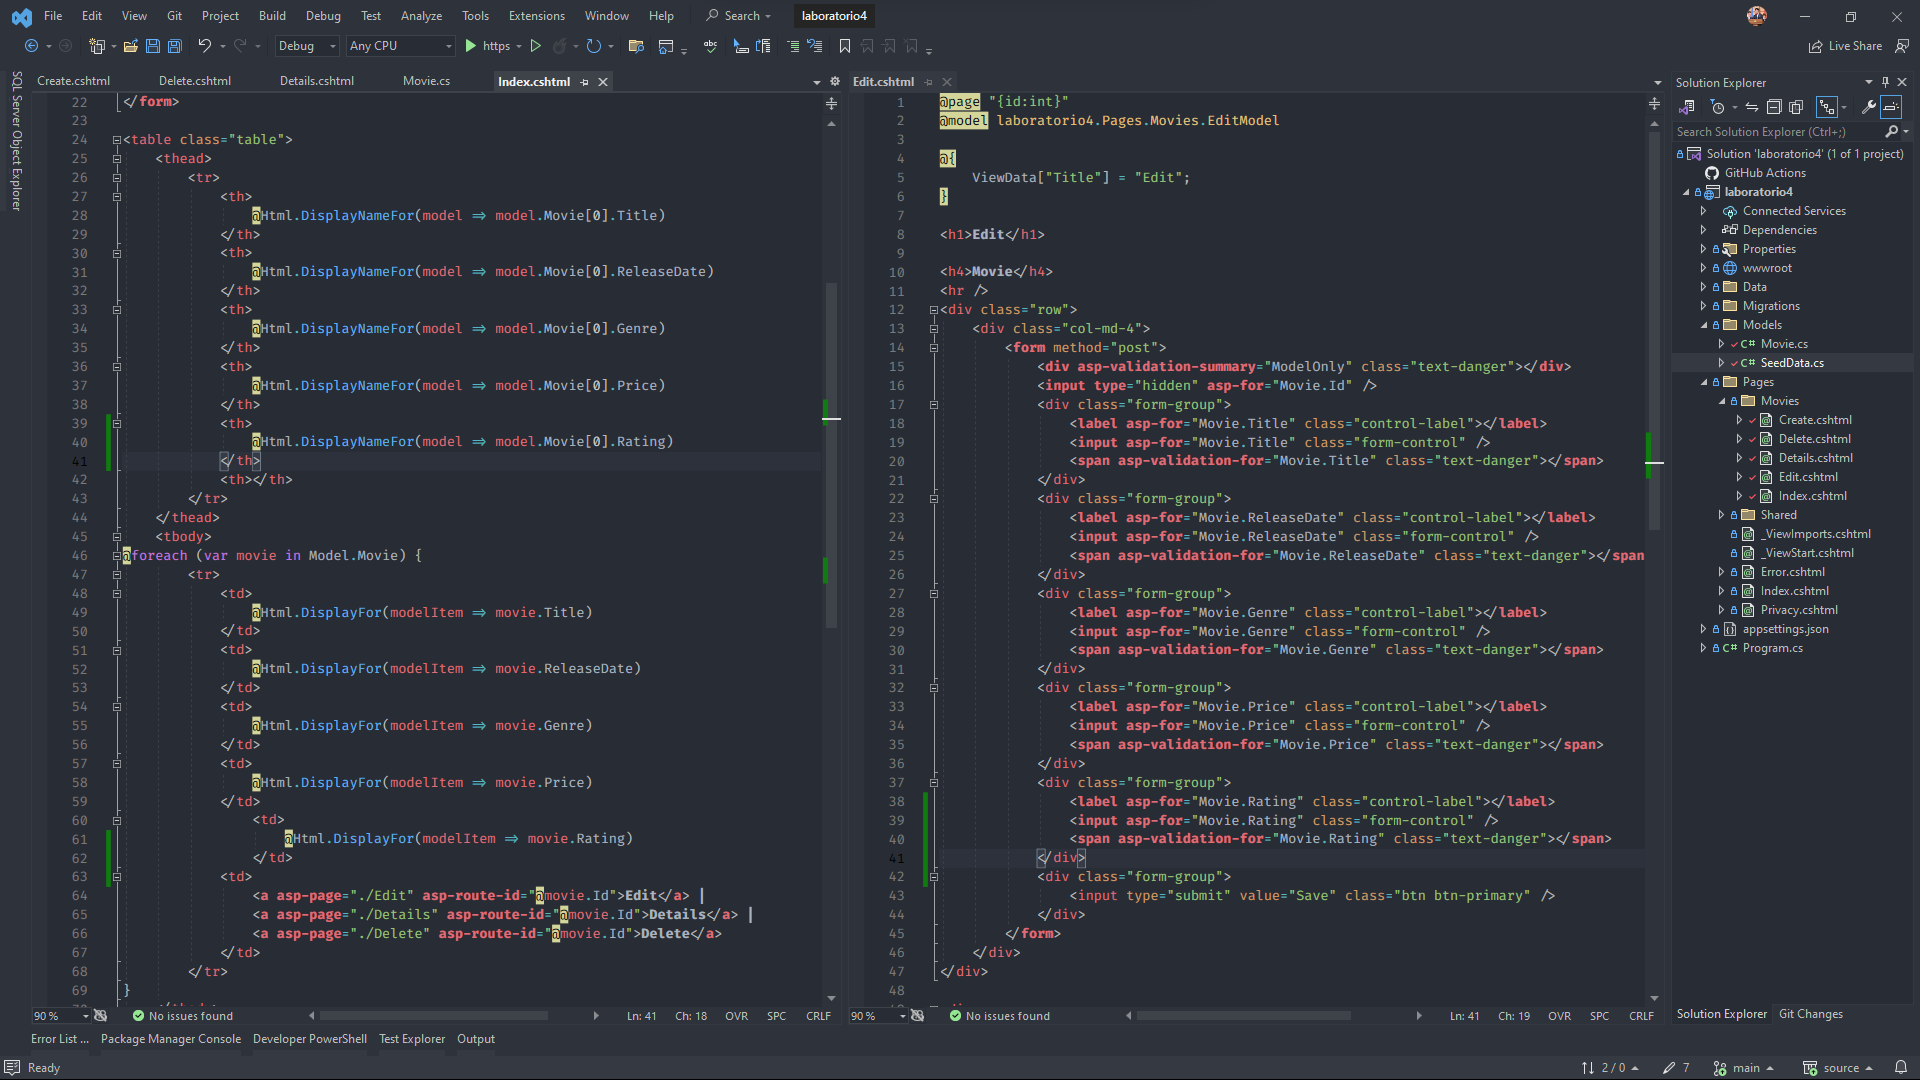 File Edit View Git Project Build Debug Test Analyze Tools Extensions Window Help Search laboratorio4
Debug Any CPU https abc Live Share
SQL Server Object Explorer
Create.cshtml Delete.cshtml Details.cshtml Movie.cs Index.cshtml
22 </form>
23
24 <table class="table">
25 <thead>
26 <tr>
27 <th>
28 @Html.DisplayNameFor(model => model.Movie[0].Title)
29 </th>
30 <th>
31 @Html.DisplayNameFor(model => model.Movie[0].ReleaseDate)
32 </th>
33 <th>
34 @Html.DisplayNameFor(model => model.Movie[0].Genre)
35 </th>
36 <th>
37 @Html.DisplayNameFor(model => model.Movie[0].Price)
38 </th>
39 <th>
40 @Html.DisplayNameFor(model => model.Movie[0].Rating)
41 </th>
42 <th></th>
43 </tr>
44 </thead>
45 <tbody>
46 @foreach (var movie in Model.Movie) {
47 <tr>
48 <td>
49 @Html.DisplayFor(modelItem => movie.Title)
50 </td>
51 <td>
52 @Html.DisplayFor(modelItem => movie.ReleaseDate)
53 </td>
54 <td>
55 @Html.DisplayFor(modelItem => movie.Genre)
56 </td>
57 <td>
58 @Html.DisplayFor(modelItem => movie.Price)
59 </td>
60 <td>
61 @Html.DisplayFor(modelItem => movie.Rating)
62 </td>
63 <td>
64 <a asp-page="./Edit" asp-route-id="@movie.Id">Edit</a> |
65 <a asp-page="./Details" asp-route-id="@movie.Id">Details</a> |
66 <a asp-page="./Delete" asp-route-id="@movie.Id">Delete</a>
67 </td>
68 </tr>
69 }
90 % No issues found Ln: 41 Ch: 18 OVR SPC CRLF
Edit.cshtml
1 @page "{id:int}"
2 @model laboratorio4.Pages.Movies.EditModel
3
4 @{
5 ViewData["Title"] = "Edit";
6 }
7
8 <h1>Edit</h1>
9
10 <h4>Movie</h4>
11 <hr />
12 <div class="row">
13 <div class="col-md-4">
14 <form method="post">
15 <div asp-validation-summary="ModelOnly" class="text-danger"></div>
16 <input type="hidden" asp-for="Movie.Id" />
17 <div class="form-group">
18 <label asp-for="Movie.Title" class="control-label"></label>
19 <input asp-for="Movie.Title" class="form-control" />
20 <span asp-validation-for="Movie.Title" class="text-danger"></span>
21 </div>
22 <div class="form-group">
23 <label asp-for="Movie.ReleaseDate" class="control-label"></label>
24 <input asp-for="Movie.ReleaseDate" class="form-control" />
25 <span asp-validation-for="Movie.ReleaseDate" class="text-danger"></span
26 </div>
27 <div class="form-group">
28 <label asp-for="Movie.Genre" class="control-label"></label>
29 <input asp-for="Movie.Genre" class="form-control" />
30 <span asp-validation-for="Movie.Genre" class="text-danger"></span>
31 </div>
32 <div class="form-group">
33 <label asp-for="Movie.Price" class="control-label"></label>
34 <input asp-for="Movie.Price" class="form-control" />
35 <span asp-validation-for="Movie.Price" class="text-danger"></span>
36 </div>
37 <div class="form-group">
38 <label asp-for="Movie.Rating" class="control-label"></label>
39 <input asp-for="Movie.Rating" class="form-control" />
40 <span asp-validation-for="Movie.Rating" class="text-danger"></span>
41 </div>
42 <div class="form-group">
43 <input type="submit" value="Save" class="btn btn-primary" />
44 </div>
45 </form>
46 </div>
47 </div>
48
90 % No issues found Ln: 41 Ch: 19 OVR SPC CRLF
Solution Explorer
Search Solution Explorer (Ctrl+;)
Solution 'laboratorio4' (1 of 1 project)
GitHub Actions
laboratorio4
Connected Services
Dependencies
Properties
wwwroot
Data
Migrations
Models
C# Movie.cs
C# SeedData.cs
Pages
Movies
Create.cshtml
Delete.cshtml
Details.cshtml
Edit.cshtml
Index.cshtml
Shared
_ViewImports.cshtml
_ViewStart.cshtml
Error.cshtml
Index.cshtml
Privacy.cshtml
appsettings.json
C# Program.cs
Solution Explorer Git Changes
Error List ... Package Manager Console Developer PowerShell Test Explorer Output
Ready 2 / 0 7 main source